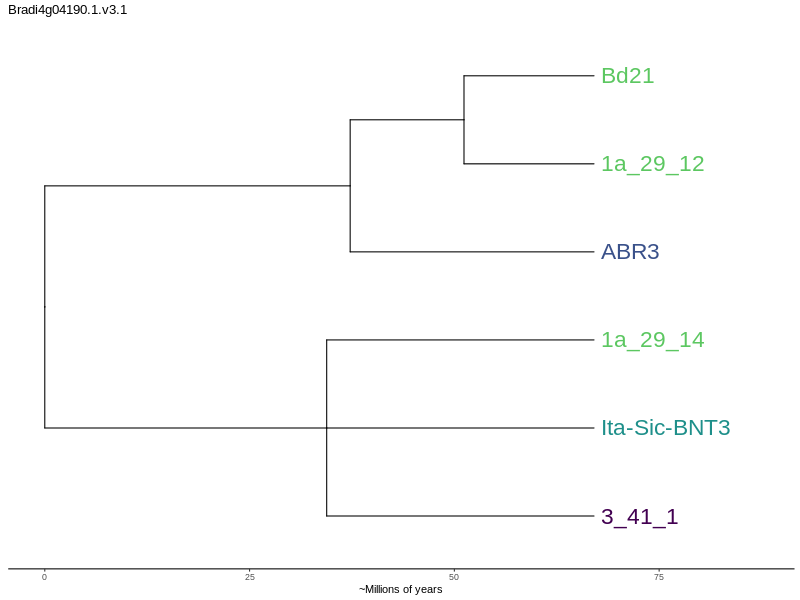 Bradi4g04190.1.v3.1
Bd21
1a_29_12
ABR3
1a_29_14
Ita-Sic-BNT3
3_41_1
0 25 50 75
~Millions of years